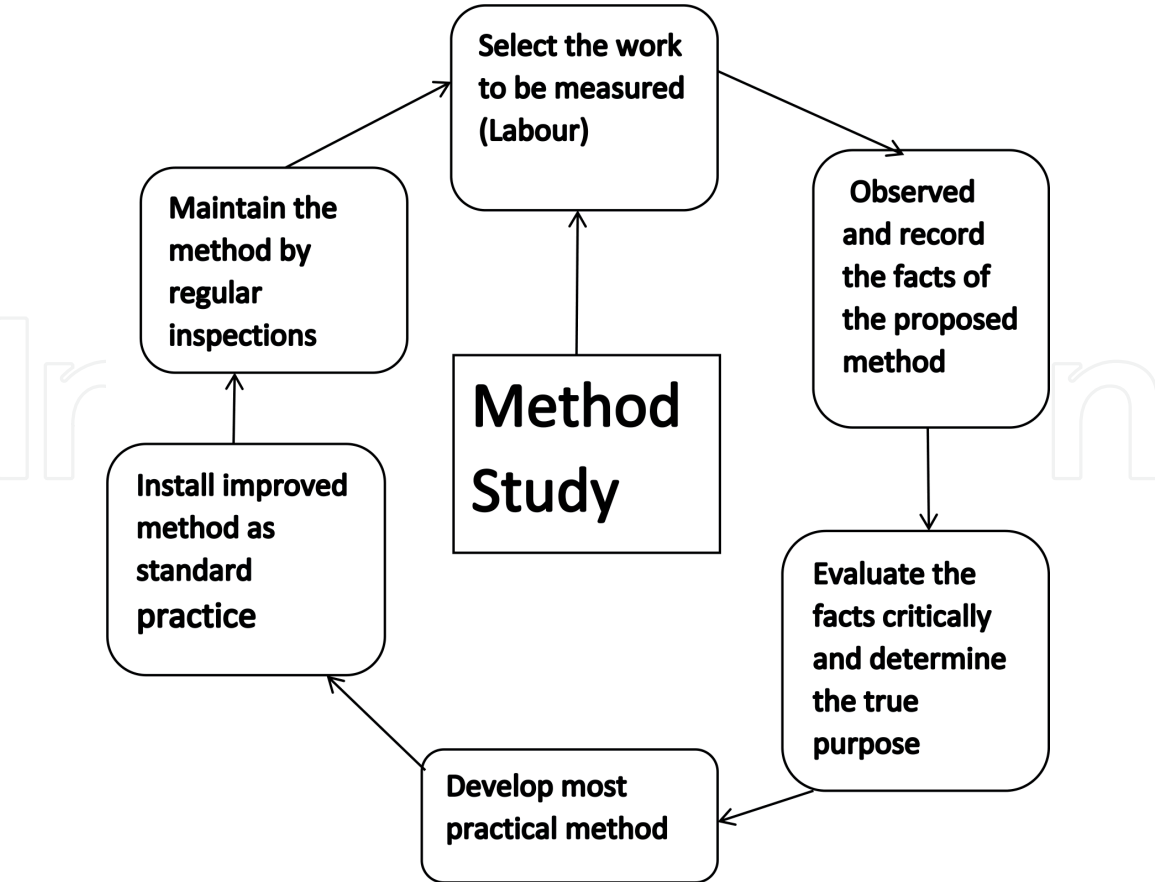 Select the work
to be measured
(Labour)
Observed
and record
the facts of
the proposed
method
Evaluate the
facts critically
and determine
the true
purpose
Develop most
practical method
Install improved
method as
standard
practice
Maintain the
method by
regular
inspections
Method
Study